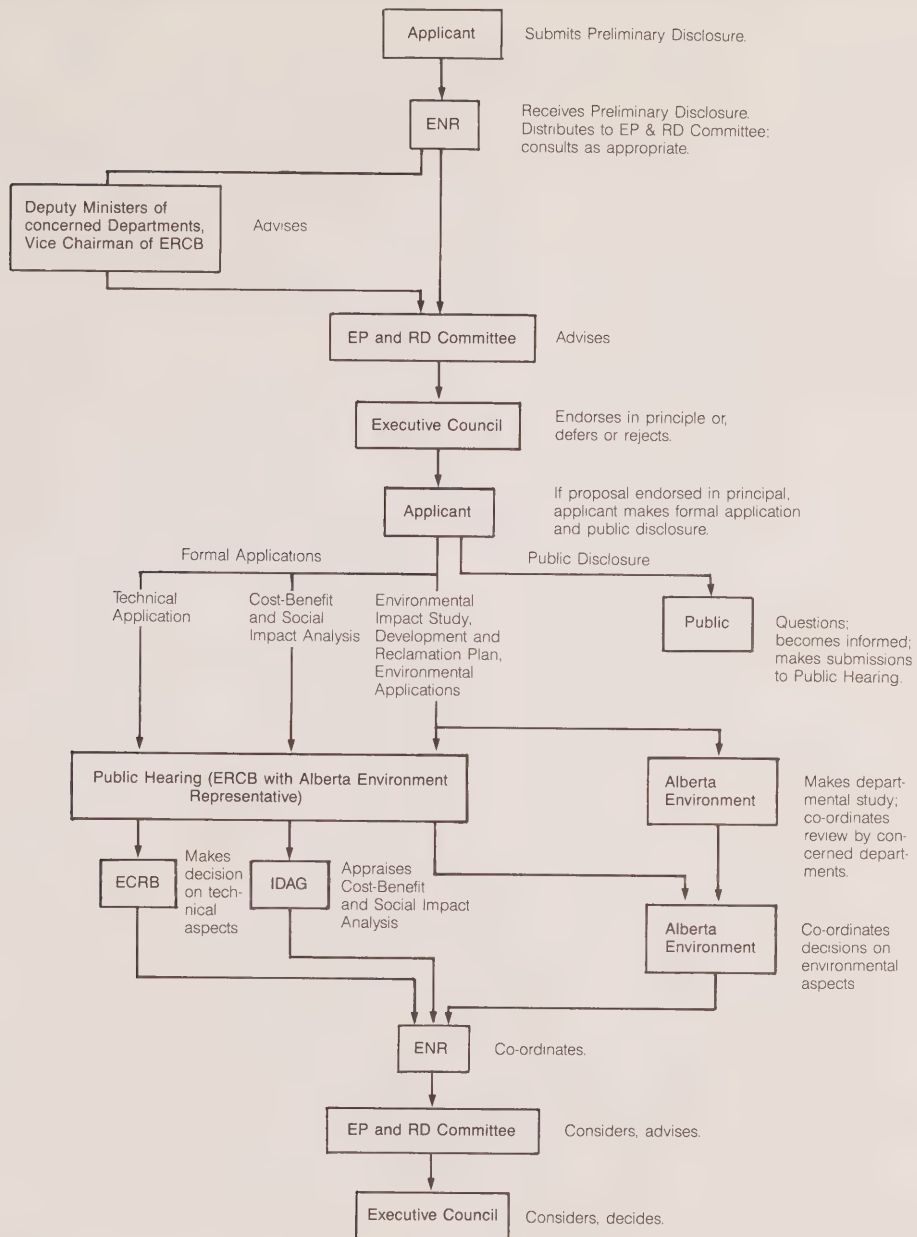 Applicant
Submits Preliminary Disclosure.
ENR
Receives Preliminary Disclosure.
Distributes to EP & RD Committee:
consults as appropriate.
Deputy Ministers of
concerned Departments,
Vice Chairman of ERCB
Advises
EP and RD Committee
Advises
Executive Council
Endorses in principle or,
defers or rejects.
Applicant
If proposal endorsed in principal,
applicant makes formal application
and public disclosure.
Formal Applications
Public Disclosure
Technical
Application
Cost-Benefit
and Social
Impact Analysis
Environmental
Impact Study,
Development and
Reclamation Plan,
Environmental
Applications
Public
Questions;
becomes informed;
makes submissions
to Public Hearing.
Public Hearing (ERCB with Alberta Environment
Representative)
Alberta
Environment
Makes depart-
mental study;
co-ordinates
review by con-
cerned depart-
ments.
ECRB
Makes
decision
on tech-
nical
aspects
IDAG
Appraises
Cost-Benefit
and Social Impact
Analysis
Alberta
Environment
Co-ordinates
decisions on
environmental
aspects
ENR
Co-ordinates.
EP and RD Committee
Considers, advises.
Executive Council
Considers, decides.